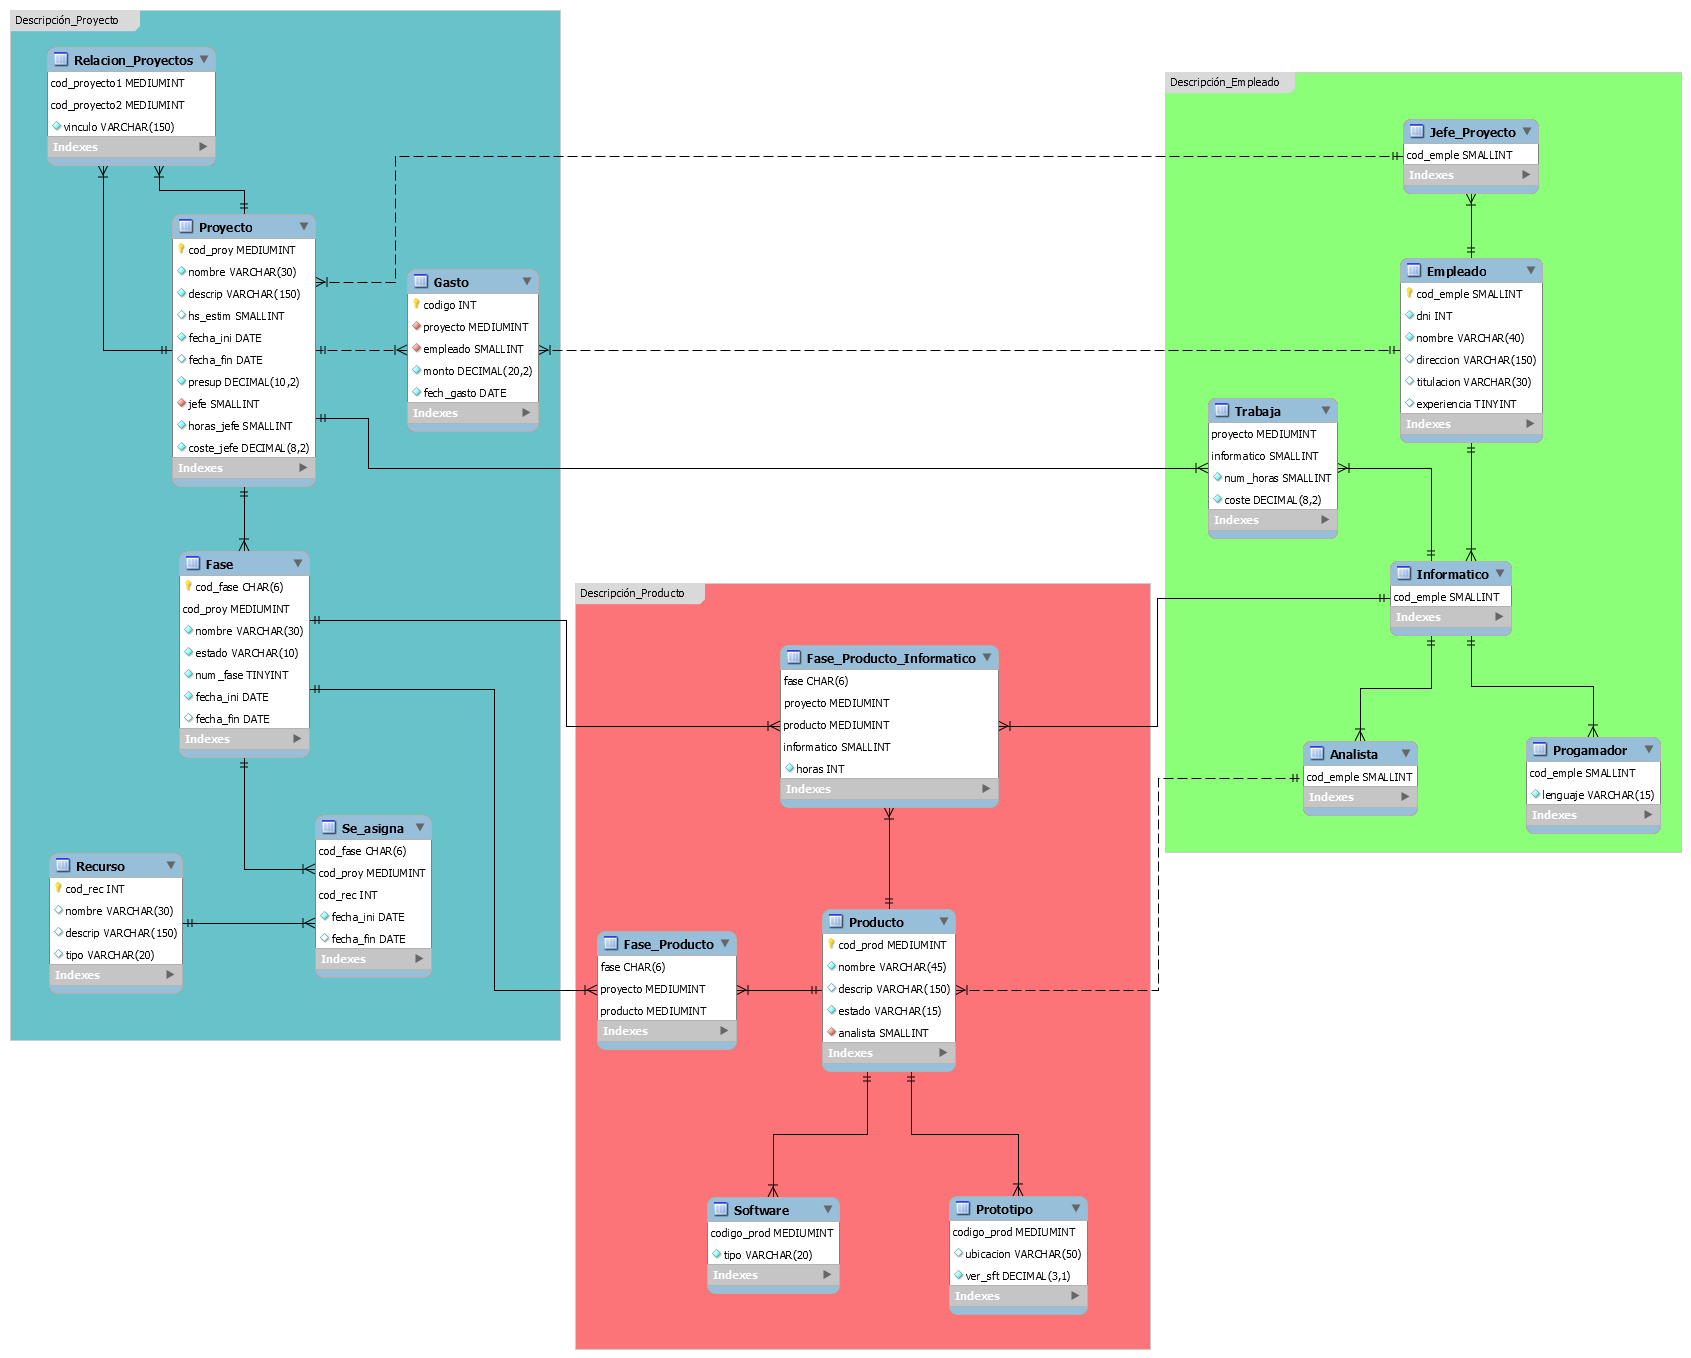 Descripción_Proyecto
Relacion_Proyectos
cod_proyecto1 MEDIUMINT
cod_proyecto2 MEDIUMINT
vinculo VARCHAR(150)
Indexes
Proyecto
cod_proy MEDIUMINT
nombre VARCHAR(30)
descrip VARCHAR(150)
hs_estim SMALLINT
fecha_ini DATE
fecha_fin DATE
presup DECIMAL(10,2)
jefe SMALLINT
horas_jefe SMALLINT
coste_jefe DECIMAL(8,2)
Indexes
Gasto
codigo INT
proyecto MEDIUMINT
empleado SMALLINT
monto DECIMAL(20,2)
fech_gasto DATE
Indexes
Fase
cod_fase CHAR(6)
cod_proy MEDIUMINT
nombre VARCHAR(30)
estado VARCHAR(10)
num_fase TINYINT
fecha_ini DATE
fecha_fin DATE
Indexes
Se_asigna
cod_fase CHAR(6)
cod_proy MEDIUMINT
cod_rec INT
fecha_ini DATE
fecha_fin DATE
Indexes
Recurso
cod_rec INT
nombre VARCHAR(30)
descrip VARCHAR(150)
tipo VARCHAR(20)
Indexes
Descripción_Producto
Fase_Producto_Informatico
fase CHAR(6)
proyecto MEDIUMINT
producto MEDIUMINT
informatico SMALLINT
horas INT
Indexes
Fase_Producto
fase CHAR(6)
proyecto MEDIUMINT
producto MEDIUMINT
Indexes
Producto
cod_prod MEDIUMINT
nombre VARCHAR(45)
descrip VARCHAR(150)
estado VARCHAR(15)
analista SMALLINT
Indexes
Software
codigo_prod MEDIUMINT
tipo VARCHAR(20)
Indexes
Prototipo
codigo_prod MEDIUMINT
ubicacion VARCHAR(50)
ver_sft DECIMAL(3,1)
Indexes
Descripción_Empleado
Jefe_Proyecto
cod_emple SMALLINT
Indexes
Empleado
cod_emple SMALLINT
dni INT
nombre VARCHAR(40)
direccion VARCHAR(150)
titulacion VARCHAR(30)
experiencia TINYINT
Indexes
Trabaja
proyecto MEDIUMINT
informatico SMALLINT
num_horas SMALLINT
coste DECIMAL(8,2)
Indexes
Informatico
cod_emple SMALLINT
Indexes
Analista
cod_emple SMALLINT
Indexes
Progamador
cod_emple SMALLINT
lenguaje VARCHAR(15)
Indexes